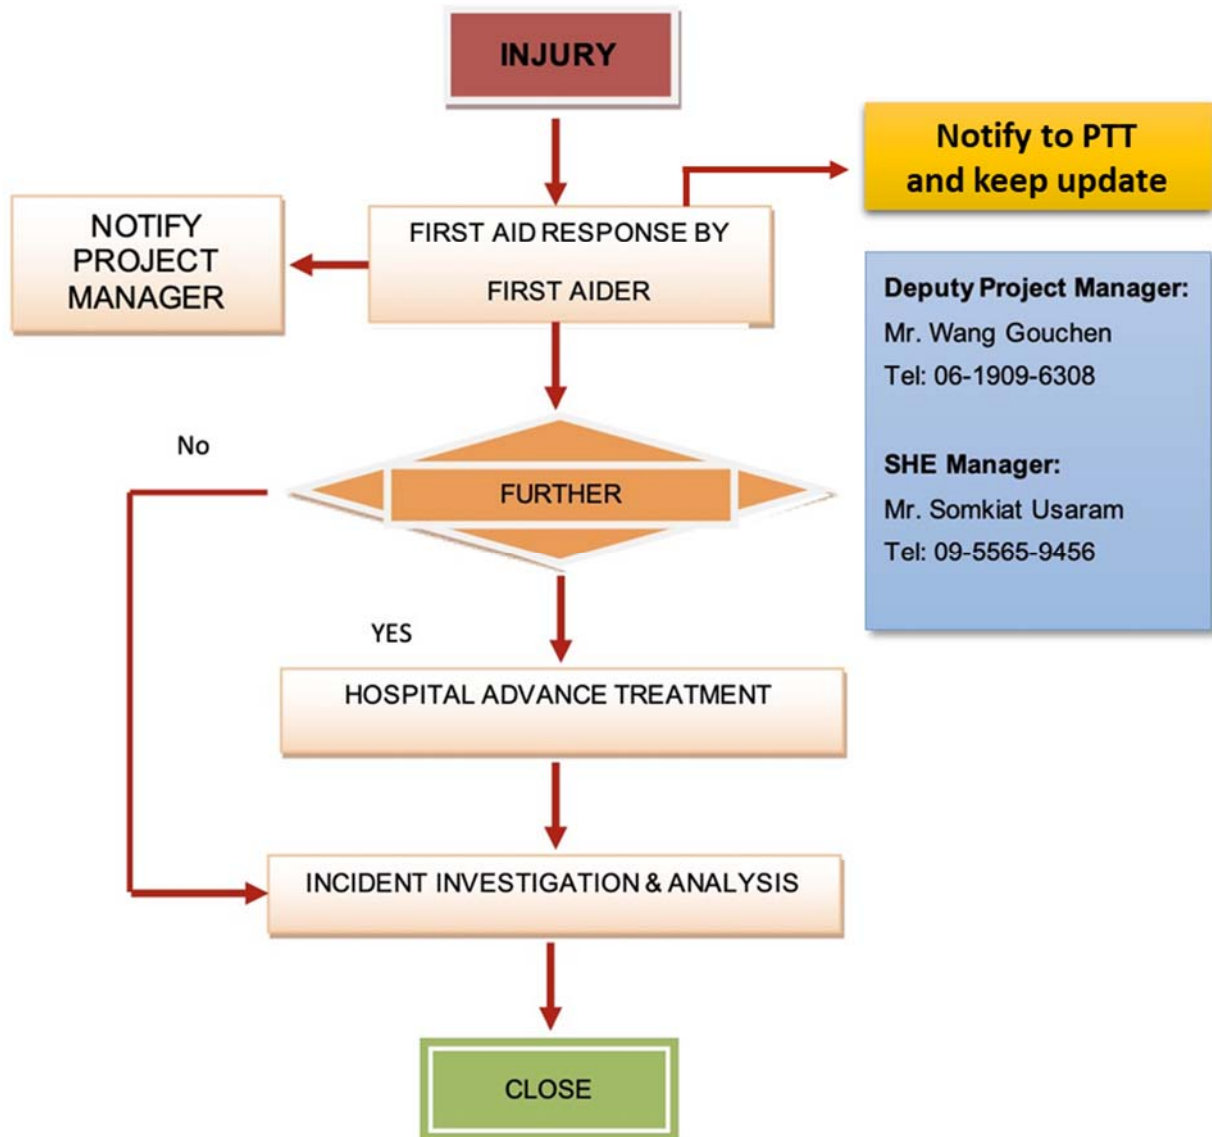 INJURY
Notify to PTT
and keep update
NOTIFY
PROJECT
MANAGER
FIRST AID RESPONSE BY
FIRST AIDER
Deputy Project Manager:
Mr. Wang Gouchen
Tel: 06-1909-6308
SHE Manager:
Mr. Somkiat Usaram
Tel: 09-5565-9456
No
FURTHER
YES
HOSPITAL ADVANCE TREATMENT
INCIDENT INVESTIGATION & ANALYSIS
CLOSE